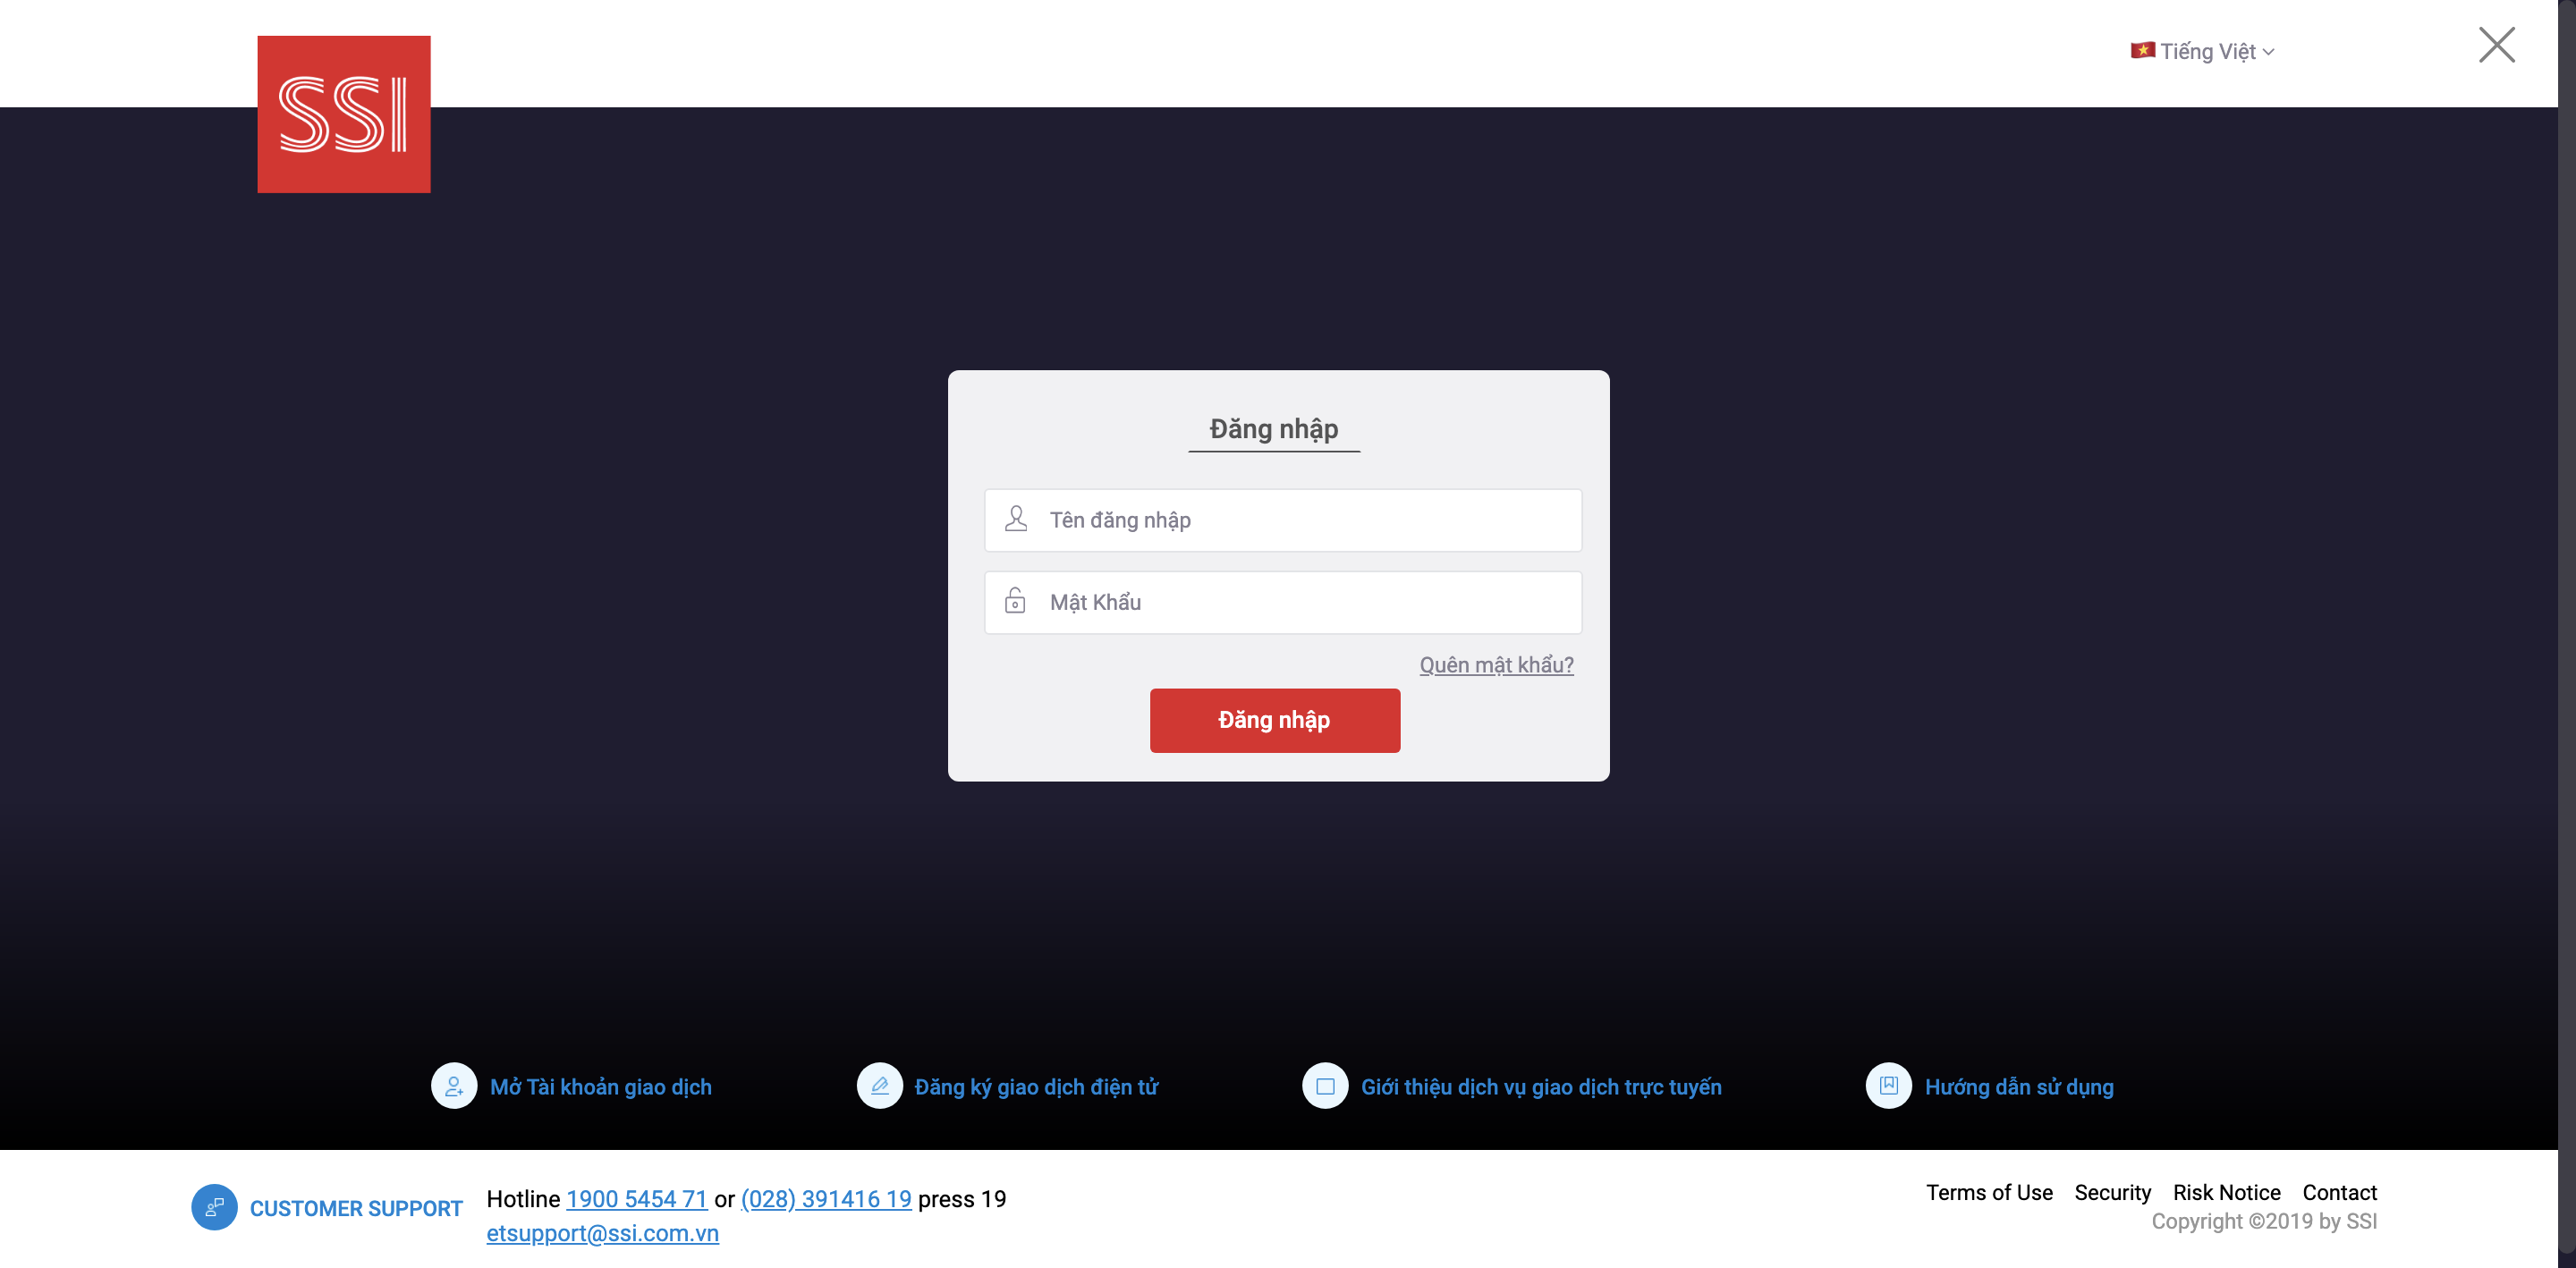 SSI
Tiếng Việt
Đăng nhập
Tên đăng nhập
Mật Khẩu
Quên mật khẩu?
Đăng nhập
Mở Tài khoản giao dịch
Đăng ký giao dịch điện tử
Giới thiệu dịch vụ giao dịch trực tuyến
Hướng dẫn sử dụng
CUSTOMER SUPPORT
Hotline 1900 5454 71 or (028) 391416 19 press 19
etsupport@ssi.com.vn
Terms of Use Security Risk Notice Contact
Copyright ©2019 by SSI